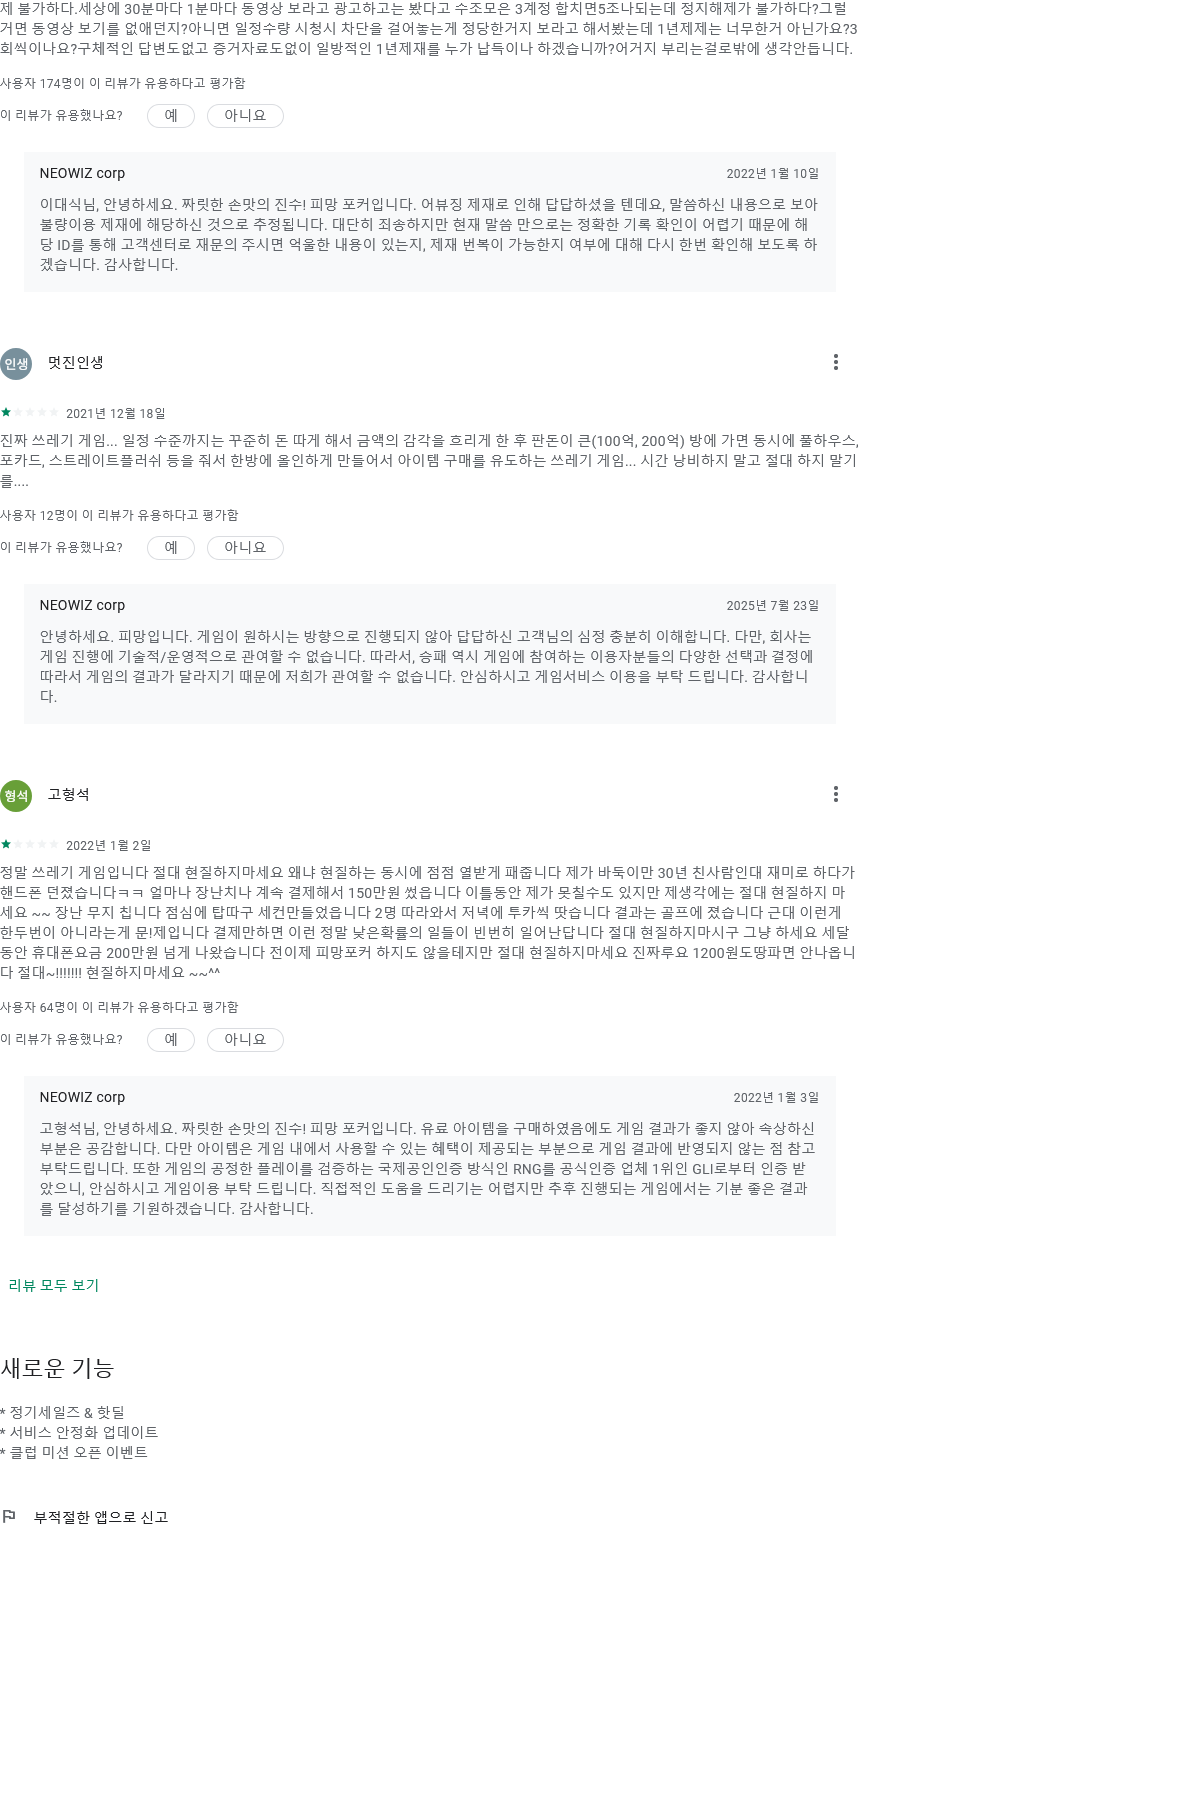 제 불가하다.세상에 30분마다 1분마다 동영상 보라고 광고하고는 봤다고 수조모은 3계정 합치면5조나되는데 정지해제가 불가하다?그럴
거면 동영상 보기를 없애던지?아니면 일정수량 시청시 차단을 걸어놓는게 정당한거지 보라고 해서봤는데 1년제제는 너무한거 아닌가요?3
회씩이나요?구체적인 답변도없고 증거자료도없이 일방적인 1년제재를 누가 납득이나 하겠습니까?어거지 부리는걸로밖에 생각안듭니다.
사용자 174명이 이 리뷰가 유용하다고 평가함
이 리뷰가 유용했나요? 예 아니요
NEOWIZ corp 2022년 1월 10일
이대식님, 안녕하세요. 짜릿한 손맛의 진수! 피망 포커입니다. 어뷰징 제재로 인해 답답하셨을 텐데요, 말씀하신 내용으로 보아
불량이용 제재에 해당하신 것으로 추정됩니다. 대단히 죄송하지만 현재 말씀 만으로는 정확한 기록 확인이 어렵기 때문에 해
당 ID를 통해 고객센터로 재문의 주시면 억울한 내용이 있는지, 제재 번복이 가능한지 여부에 대해 다시 한번 확인해 보도록 하
겠습니다. 감사합니다.
인생 멋진인생
2021년 12월 18일
진짜 쓰레기 게임... 일정 수준까지는 꾸준히 돈 따게 해서 금액의 감각을 흐리게 한 후 판돈이 큰(100억, 200억) 방에 가면 동시에 풀하우스,
포카드, 스트레이트플러쉬 등을 줘서 한방에 올인하게 만들어서 아이템 구매를 유도하는 쓰레기 게임... 시간 낭비하지 말고 절대 하지 말기
를....
사용자 12명이 이 리뷰가 유용하다고 평가함
이 리뷰가 유용했나요? 예 아니요
NEOWIZ corp 2025년 7월 23일
안녕하세요. 피망입니다. 게임이 원하시는 방향으로 진행되지 않아 답답하신 고객님의 심정 충분히 이해합니다. 다만, 회사는
게임 진행에 기술적/운영적으로 관여할 수 없습니다. 따라서, 승패 역시 게임에 참여하는 이용자분들의 다양한 선택과 결정에
따라서 게임의 결과가 달라지기 때문에 저희가 관여할 수 없습니다. 안심하시고 게임서비스 이용을 부탁 드립니다. 감사합니
다.
형석 고형석
2022년 1월 2일
정말 쓰레기 게임입니다 절대 현질하지마세요 왜냐 현질하는 동시에 점점 열받게 패줍니다 제가 바둑이만 30년 친사람인대 재미로 하다가
핸드폰 던졌습니다ㅋㅋ 얼마나 장난치나 계속 결제해서 150만원 썼읍니다 이틀동안 제가 못칠수도 있지만 제생각에는 절대 현질하지 마
세요 ~~ 장난 무지 칩니다 점심에 탑따구 세컨만들었읍니다 2명 따라와서 저녁에 투카씩 땃습니다 결과는 골프에 졌습니다 근대 이런게
한두번이 아니라는게 문!제입니다 결제만하면 이런 정말 낮은확률의 일들이 빈번히 일어난답니다 절대 현질하지마시구 그냥 하세요 세달
동안 휴대폰요금 200만원 넘게 나왔습니다 전이제 피망포커 하지도 않을테지만 절대 현질하지마세요 진짜루요 1200원도땅파면 안나옵니
다 절대~!!!!!!! 현질하지마세요 ~~^^
사용자 64명이 이 리뷰가 유용하다고 평가함
이 리뷰가 유용했나요? 예 아니요
NEOWIZ corp 2022년 1월 3일
고형석님, 안녕하세요. 짜릿한 손맛의 진수! 피망 포커입니다. 유료 아이템을 구매하였음에도 게임 결과가 좋지 않아 속상하신
부분은 공감합니다. 다만 아이템은 게임 내에서 사용할 수 있는 혜택이 제공되는 부분으로 게임 결과에 반영되지 않는 점 참고
부탁드립니다. 또한 게임의 공정한 플레이를 검증하는 국제공인인증 방식인 RNG를 공식인증 업체 1위인 GLI로부터 인증 받
았으니, 안심하시고 게임이용 부탁 드립니다. 직접적인 도움을 드리기는 어렵지만 추후 진행되는 게임에서는 기분 좋은 결과
를 달성하기를 기원하겠습니다. 감사합니다.
리뷰 모두 보기
새로운 기능
* 정기세일즈 & 핫딜
* 서비스 안정화 업데이트
* 클럽 미션 오픈 이벤트
부적절한 앱으로 신고